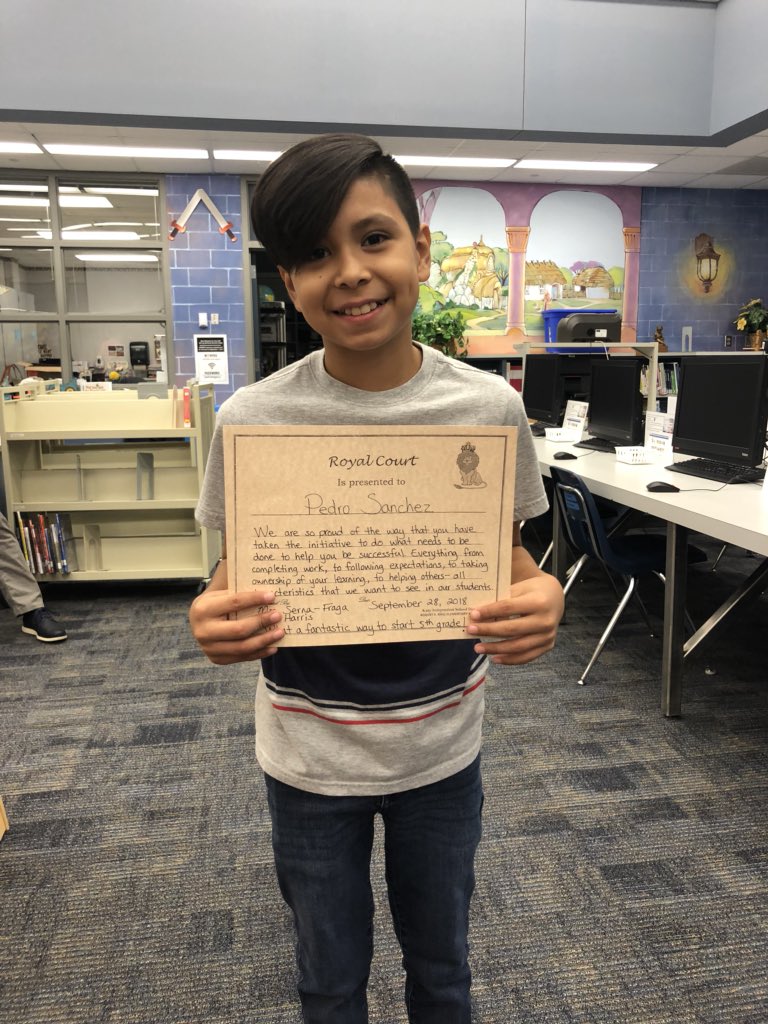 Royal Court
Is presented to
Pedro Sanchez
We are so proud of the way that you have
taken the initiative to do what needs to be
done to help you be successful. Everything from
completing work, to following expectations, to taking
ownership of your learning, to helping others- all
that we want to see in our students.
Serna-Fraga September 28, 2018
Harris
a fantastic way to start 5th grade!